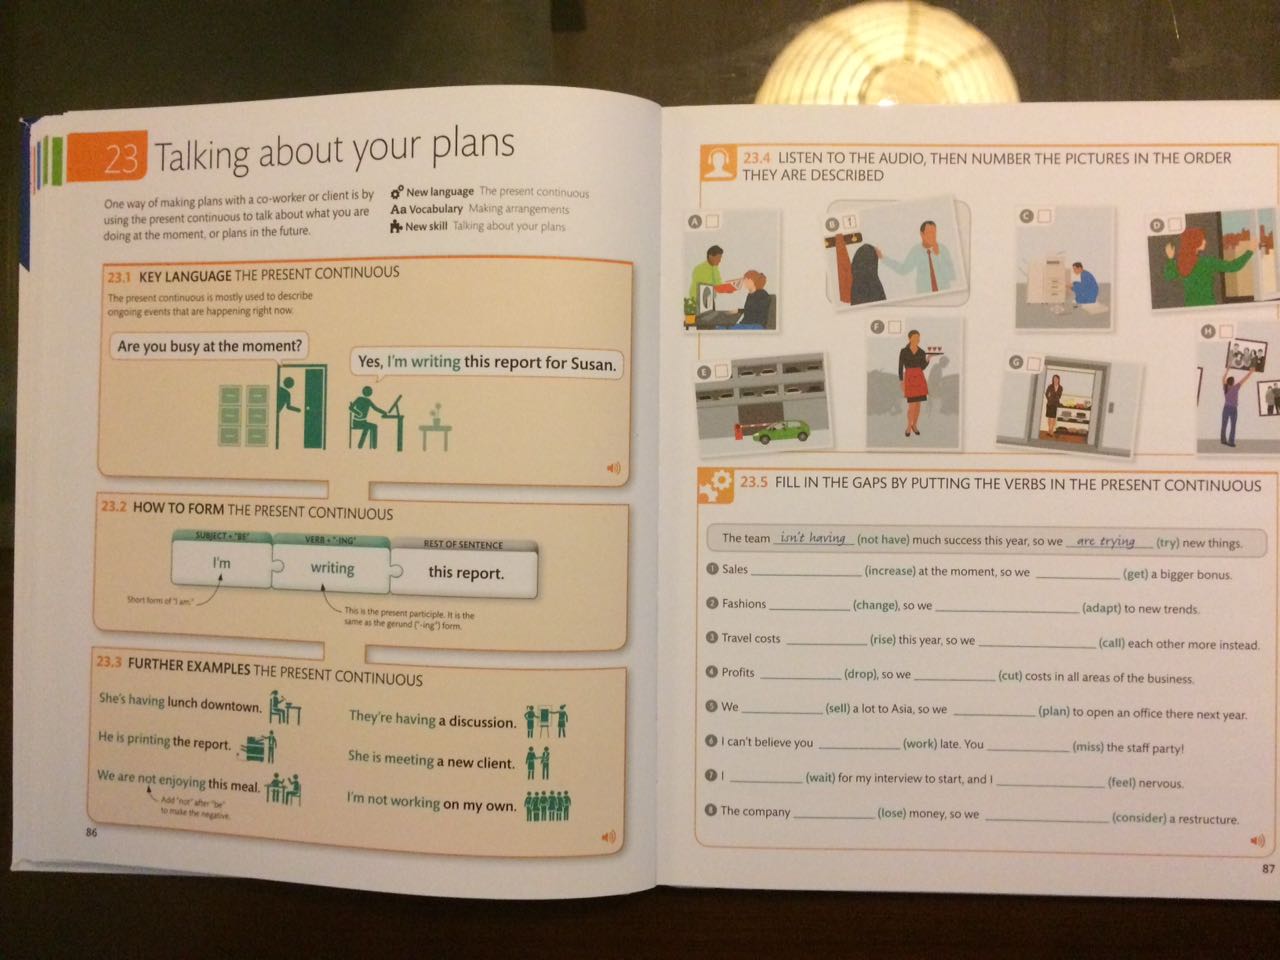 23 Talking about your plans
One way of making plans with a co-worker or client is by
using the present continuous to talk about what you are
doing at the moment, or plans in the future.
New language The present continuous
Aa Vocabulary Making arrangements
New skill Talking about your plans
23.1 KEY LANGUAGE THE PRESENT CONTINUOUS
The present continuous is mostly used to describe
ongoing events that are happening right now.
Are you busy at the moment?
Yes, I'm writing this report for Susan.
23.2 HOW TO FORM THE PRESENT CONTINUOUS
SUBJECT + "BE"
VERB + "-ING"
REST OF SENTENCE
I'm
writing
this report.
Short form of "I am."
This is the present participle. It is the
same as the gerund ("-ing") form.
23.3 FURTHER EXAMPLES THE PRESENT CONTINUOUS
She's having lunch downtown.
He is printing the report.
We are not enjoying this meal.
Add "not" after "be"
to make the negative.
They're having a discussion.
She is meeting a new client.
I'm not working on my own.
86
23.4 LISTEN TO THE AUDIO, THEN NUMBER THE PICTURES IN THE ORDER
THEY ARE DESCRIBED
A
B 1
C
D
E
F
G
H
23.5 FILL IN THE GAPS BY PUTTING THE VERBS IN THE PRESENT CONTINUOUS
The team isn't having (not have) much success this year, so we are trying (try) new things.
1 Sales ____________ (increase) at the moment, so we ____________ (get) a bigger bonus.
2 Fashions ____________ (change), so we ____________ (adapt) to new trends.
3 Travel costs ____________ (rise) this year, so we ____________ (call) each other more instead.
4 Profits ____________ (drop), so we ____________ (cut) costs in all areas of the business.
5 We ____________ (sell) a lot to Asia, so we ____________ (plan) to open an office there next year.
6 I can't believe you ____________ (work) late. You ____________ (miss) the staff party!
7 I ____________ (wait) for my interview to start, and I ____________ (feel) nervous.
8 The company ____________ (lose) money, so we ____________ (consider) a restructure.
87